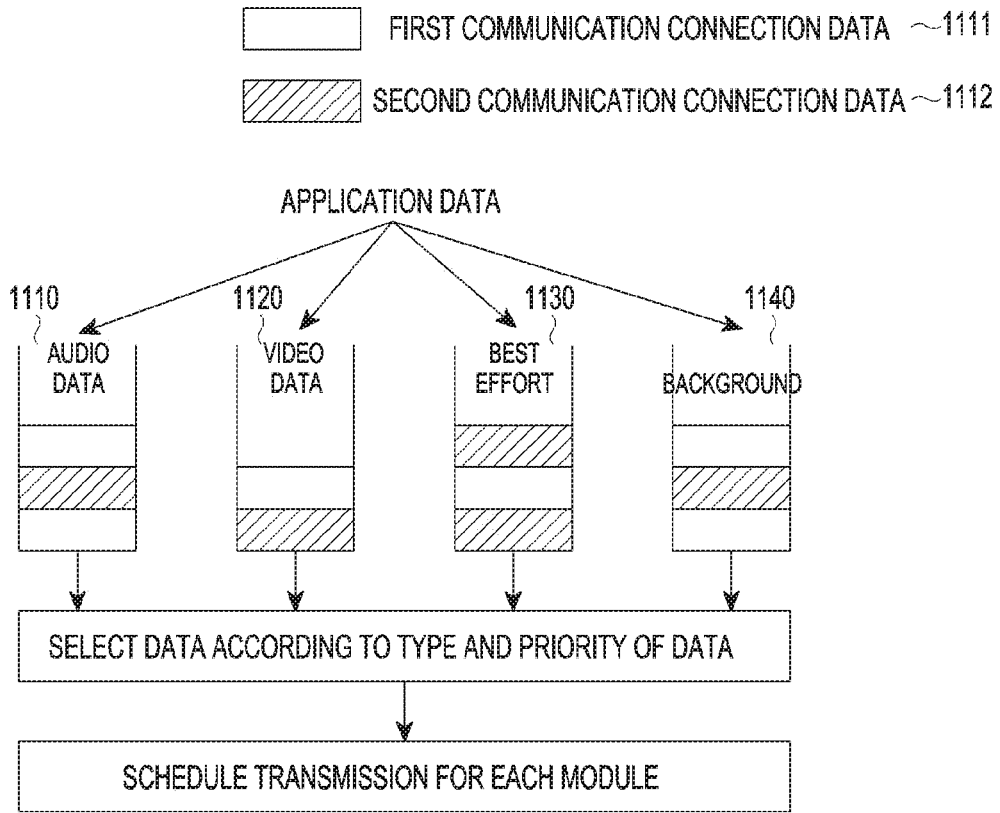 FIRST COMMUNICATION CONNECTION DATA ~1111
SECOND COMMUNICATION CONNECTION DATA ~1112
APPLICATION DATA
1110 1120 1130 1140
AUDIO DATA
VIDEO DATA
BEST EFFORT
BACKGROUND
SELECT DATA ACCORDING TO TYPE AND PRIORITY OF DATA
SCHEDULE TRANSMISSION FOR EACH MODULE